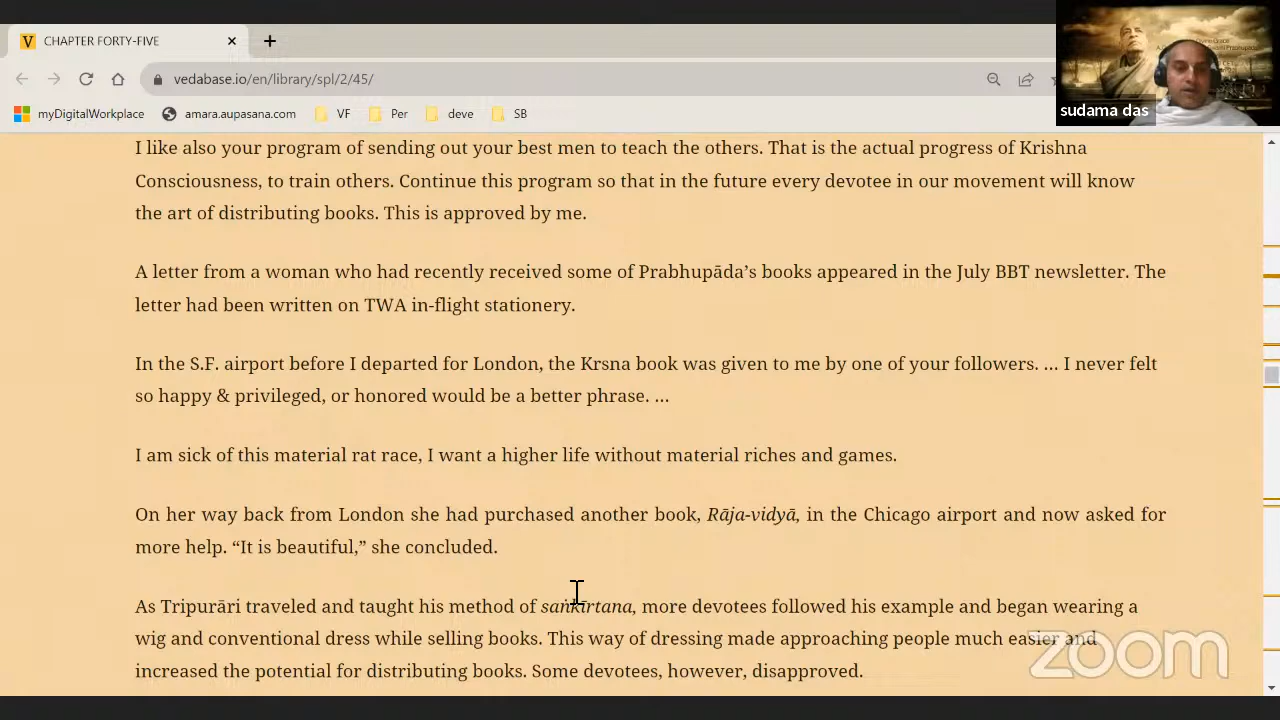 CHAPTER FORTY-FIVE
vedabase.io/en/library/spl/2/45/
myDigitalWorkplace
amara.aupasana.com
VF
Per
deve
SB
sudama das
I like also your program of sending out your best men to teach the others. That is the actual progress of Krishna
Consciousness, to train others. Continue this program so that in the future every devotee in our movement will know
the art of distributing books. This is approved by me.
A letter from a woman who had recently received some of Prabhupāda’s books appeared in the July BBT newsletter. The
letter had been written on TWA in-flight stationery.
In the S.F. airport before I departed for London, the Krsna book was given to me by one of your followers. … I never felt
so happy & privileged, or honored would be a better phrase. …
I am sick of this material rat race, I want a higher life without material riches and games.
On her way back from London she had purchased another book, Rāja-vidyā, in the Chicago airport and now asked for
more help. “It is beautiful,” she concluded.
As Tripurāri traveled and taught his method of saṅkīrtana, more devotees followed his example and began wearing a
wig and conventional dress while selling books. This way of dressing made approaching people much easier and
increased the potential for distributing books. Some devotees, however, disapproved.
zoom